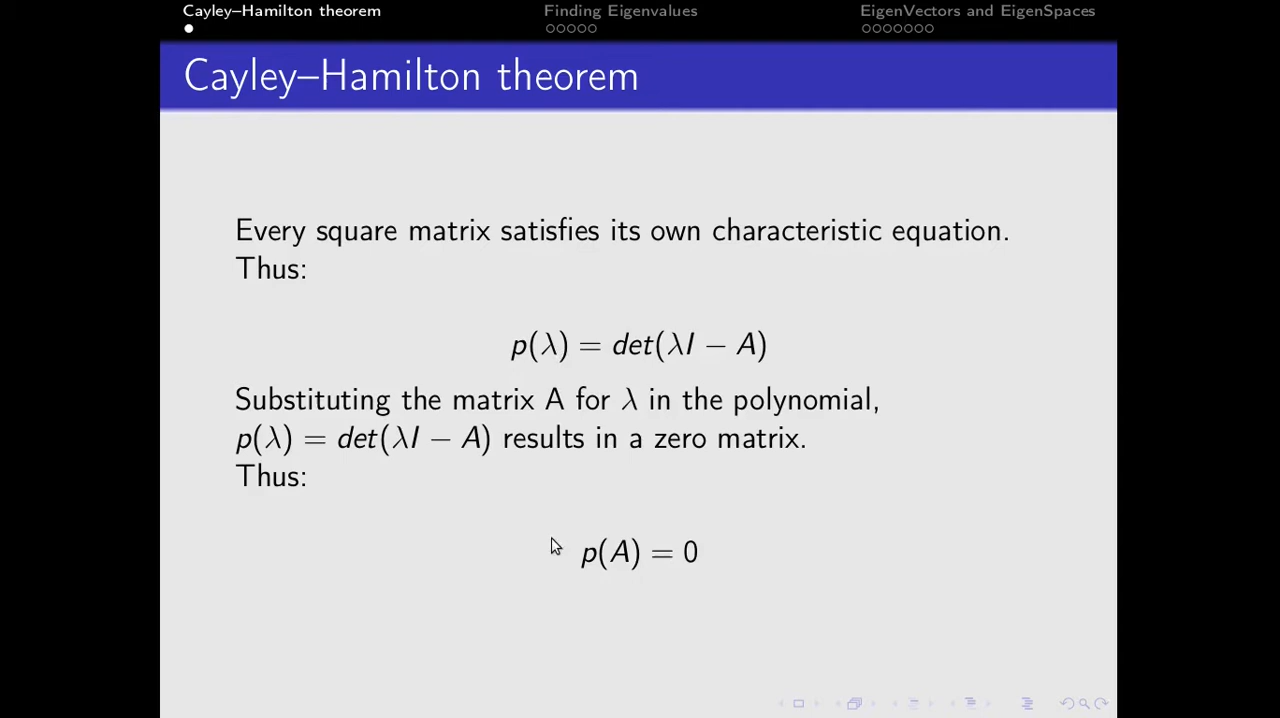 Cayley–Hamilton theorem Finding Eigenvalues EigenVectors and EigenSpaces
Cayley–Hamilton theorem
Every square matrix satisfies its own characteristic equation.
Thus:
p(λ) = det(λI − A)
Substituting the matrix A for λ in the polynomial,
p(λ) = det(λI − A) results in a zero matrix.
Thus:
p(A) = 0